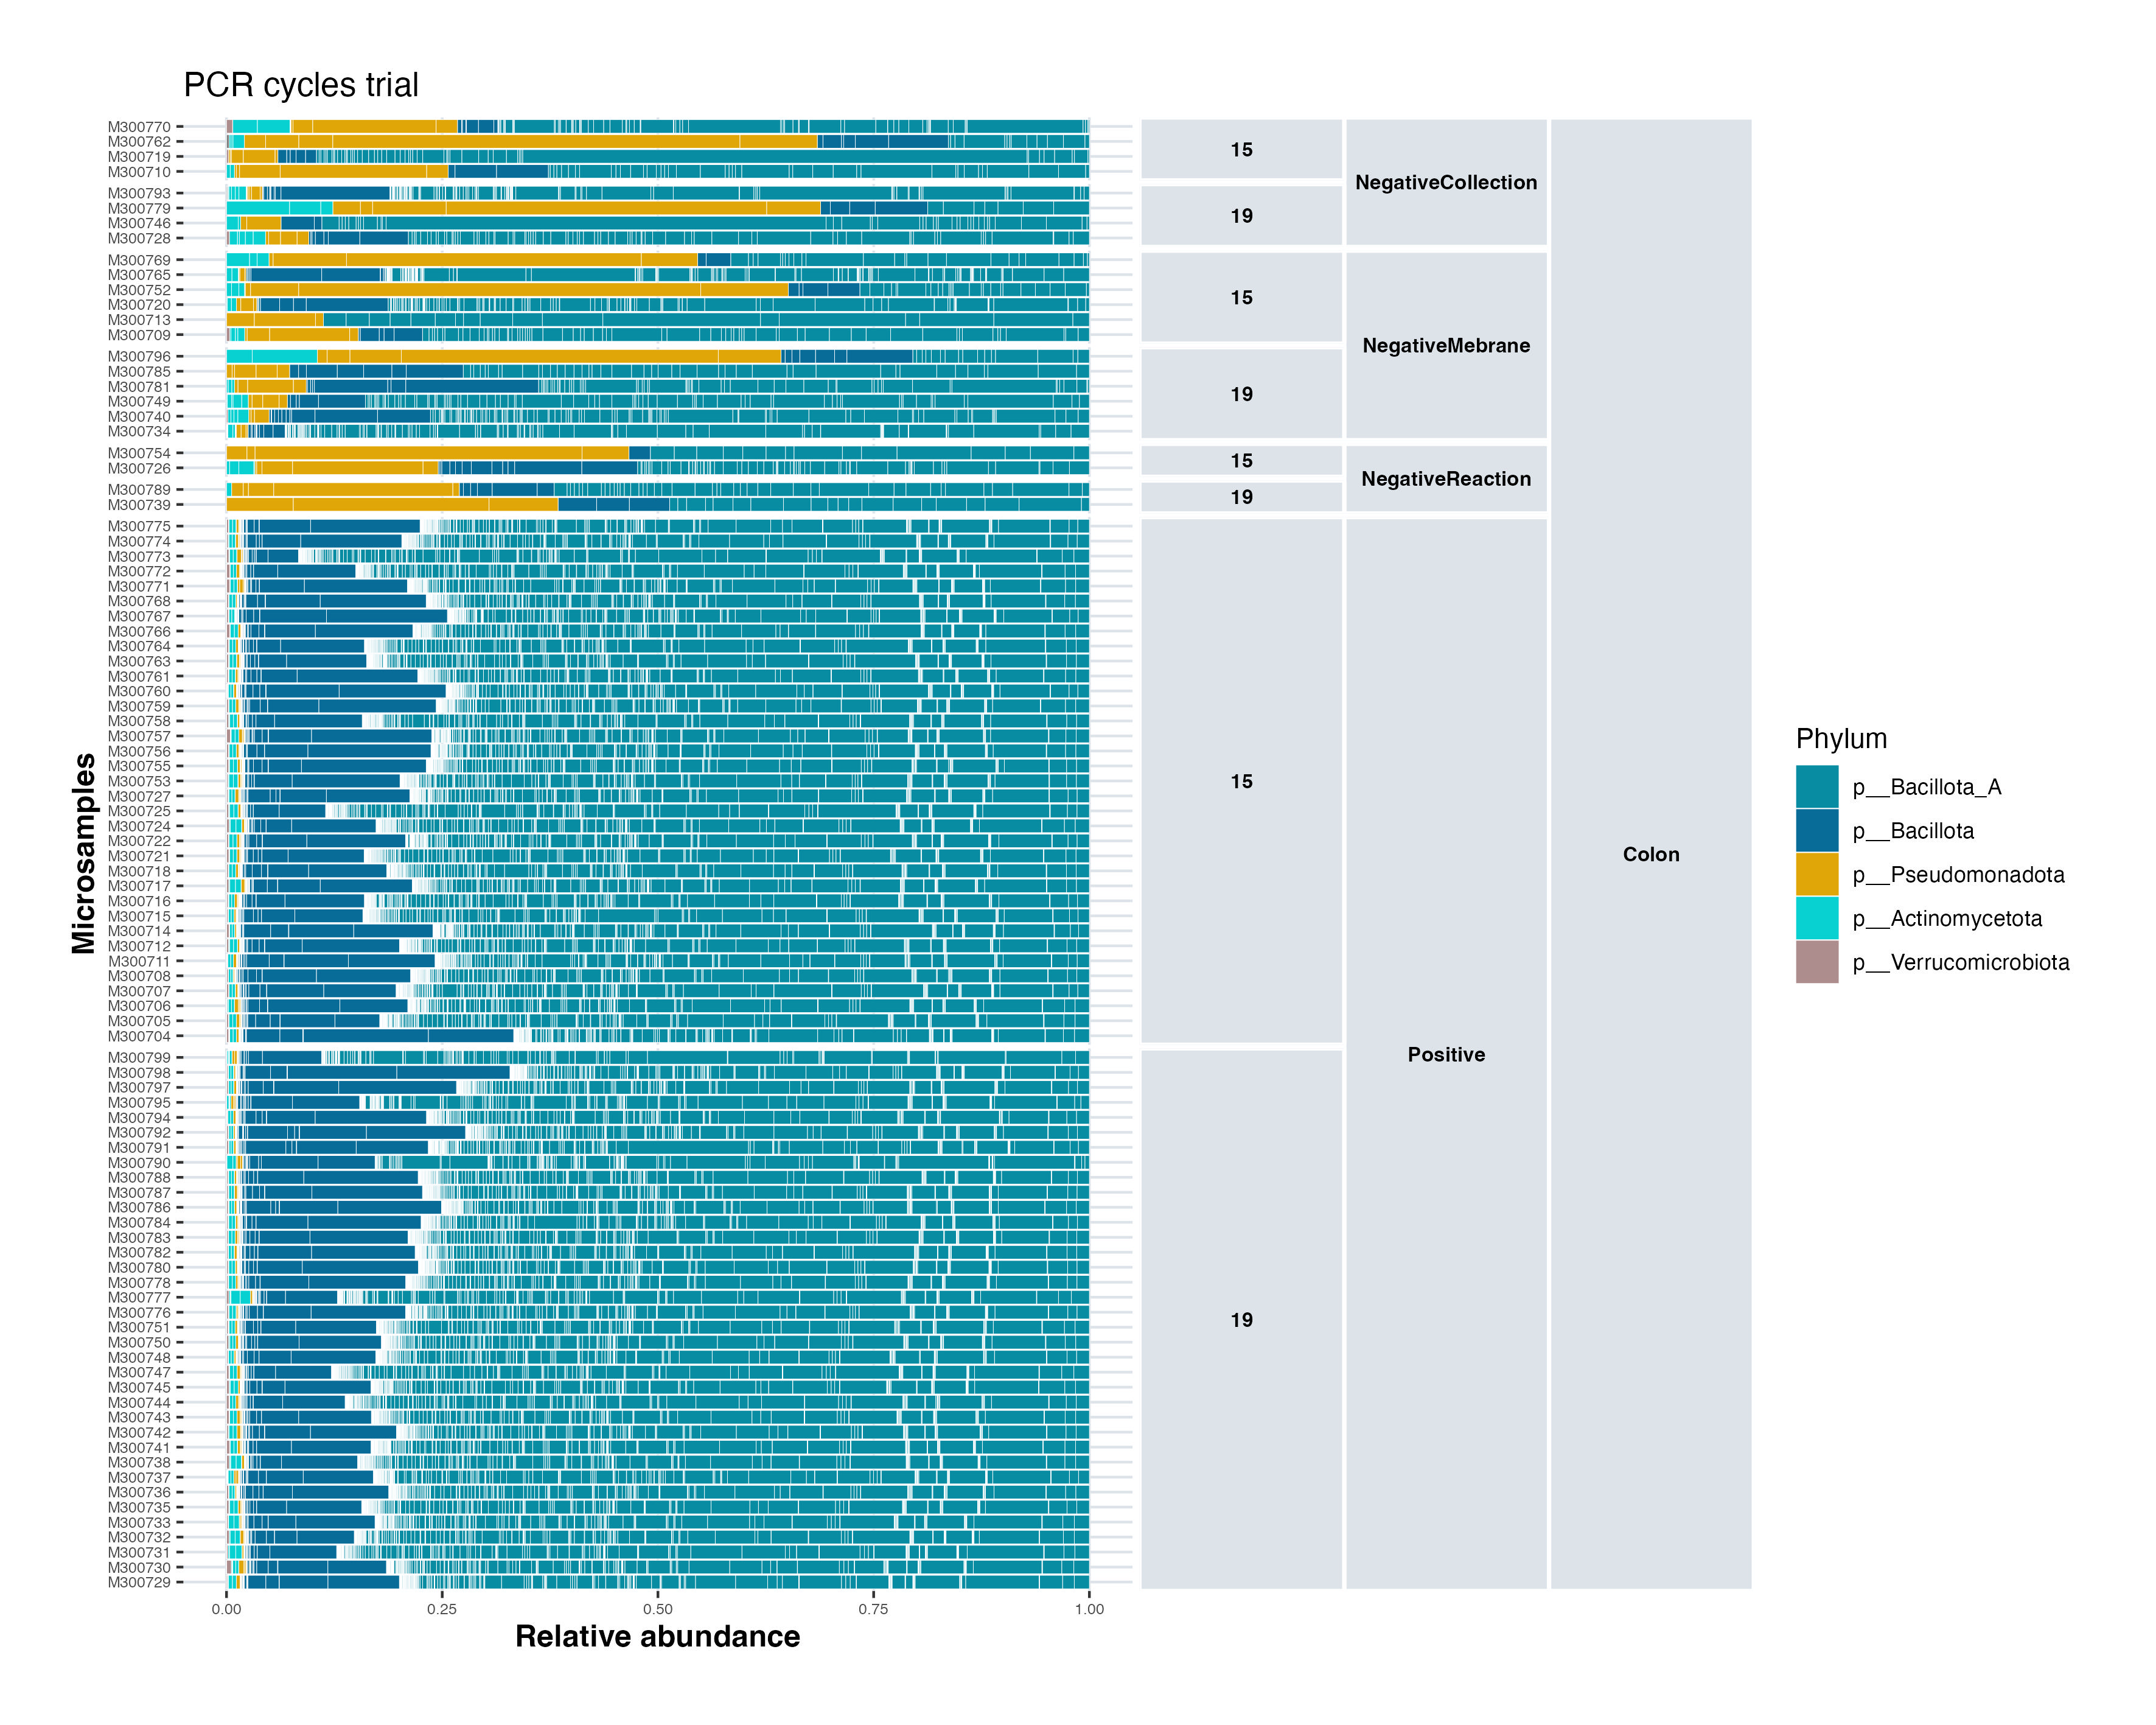 PCR cycles trial
M300770
M300762
M300719
M300710
M300793
M300779
M300746
M300728
M300769
M300765
M300752
M300720
M300713
M300709
M300796
M300785
M300781
M300749
M300740
M300734
M300754
M300726
M300789
M300739
M300775
M300774
M300773
M300772
M300771
M300768
M300767
M300766
M300764
M300763
M300761
M300760
M300759
M300758
M300757
M300756
M300755
M300753
M300727
M300725
M300724
M300722
M300721
M300718
M300717
M300716
M300715
M300714
M300712
M300711
M300708
M300707
M300706
M300705
M300704
M300799
M300798
M300797
M300795
M300794
M300792
M300791
M300790
M300788
M300787
M300786
M300784
M300783
M300782
M300780
M300778
M300777
M300776
M300751
M300750
M300748
M300747
M300745
M300744
M300743
M300742
M300741
M300738
M300737
M300736
M300735
M300733
M300732
M300731
M300730
M300729
Microsamples
0.00 0.25 0.50 0.75 1.00
Relative abundance
15
19
15
19
15
19
15
19
NegativeCollection
NegativeMebrane
NegativeReaction
Positive
Colon
Phylum
p__Bacillota_A
p__Bacillota
p__Pseudomonadota
p__Actinomycetota
p__Verrucomicrobiota